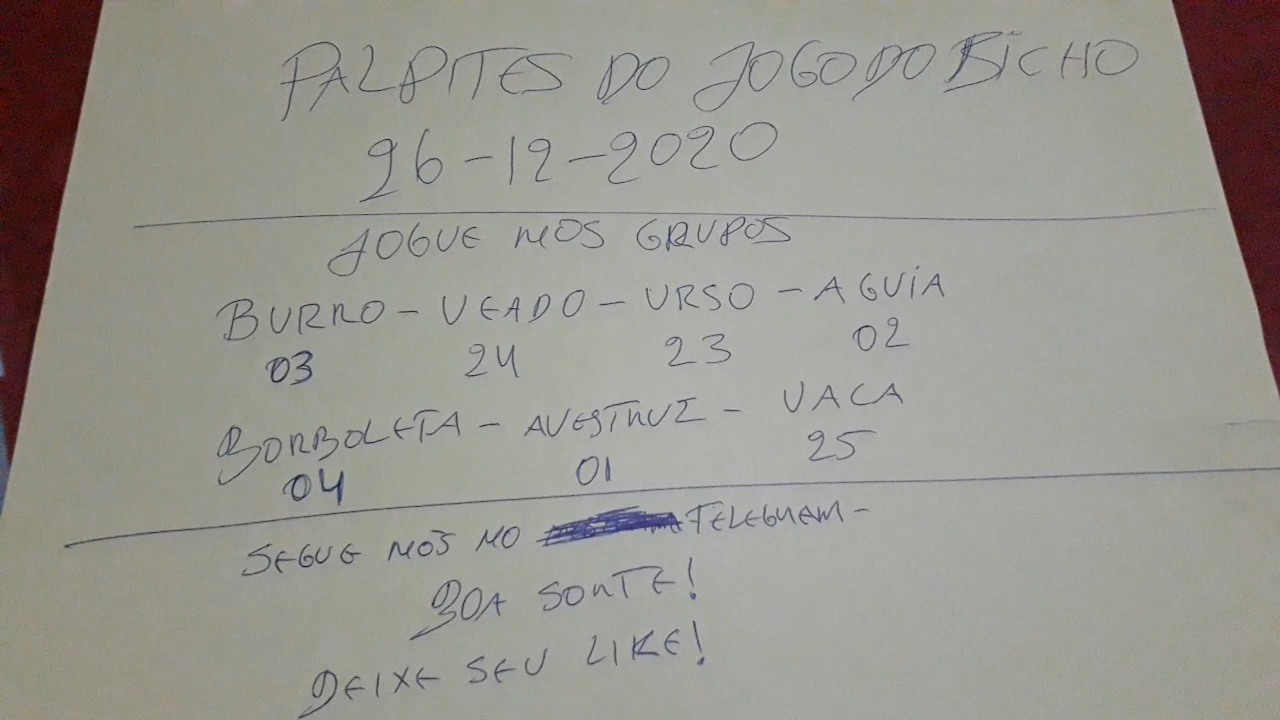 PALPITES DO JOGO DO BICHO
26-12-2020
JOGUE NOS GRUPOS
BURRO - VEADO - URSO - AGUIA
03 24 23 02
BORBOLETA - AVESTRUZ - VACA
04 01 25
SEGUE NOS NO TELEGRAM -
BOA SORTE!
DEIXE SEU LIKE!